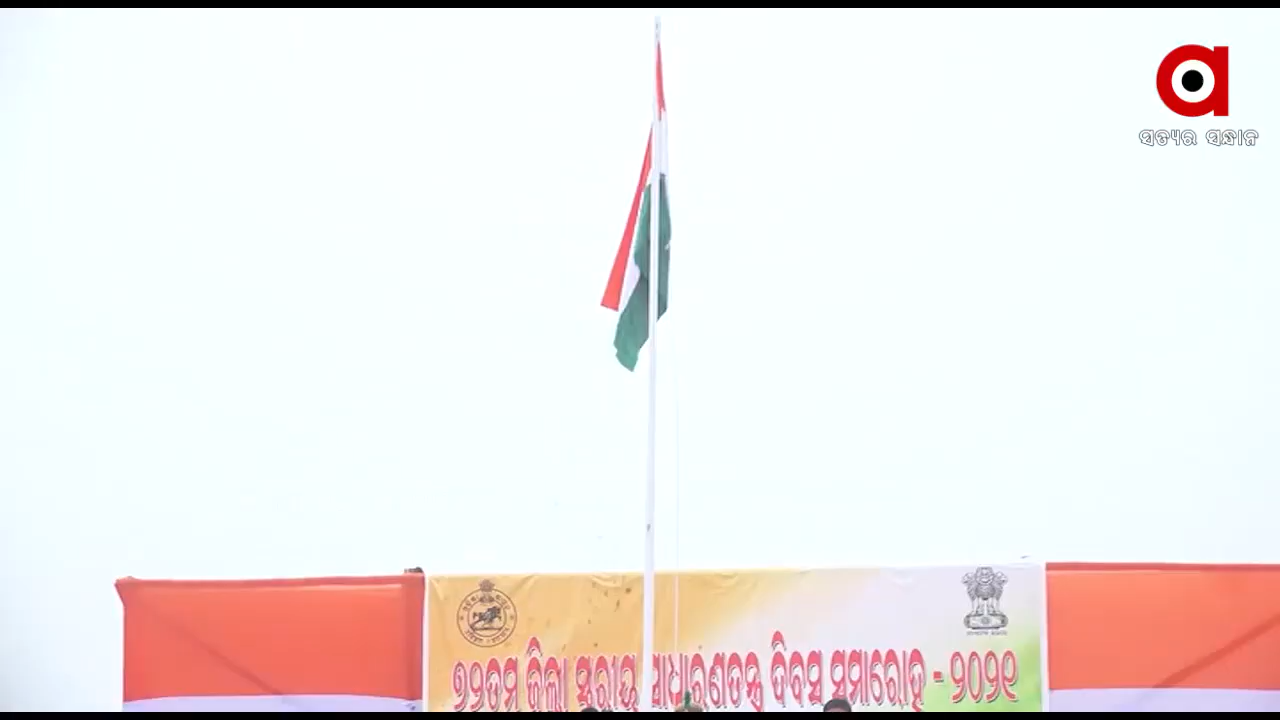 ସତ୍ୟର ସନ୍ଧାନ
୭୨ତମ ଜିଲ୍ଲା ସ୍ତରୀୟ ସାଧାରଣତନ୍ତ୍ର ଦିବସ ସମାରୋହ - ୨୦୨୧